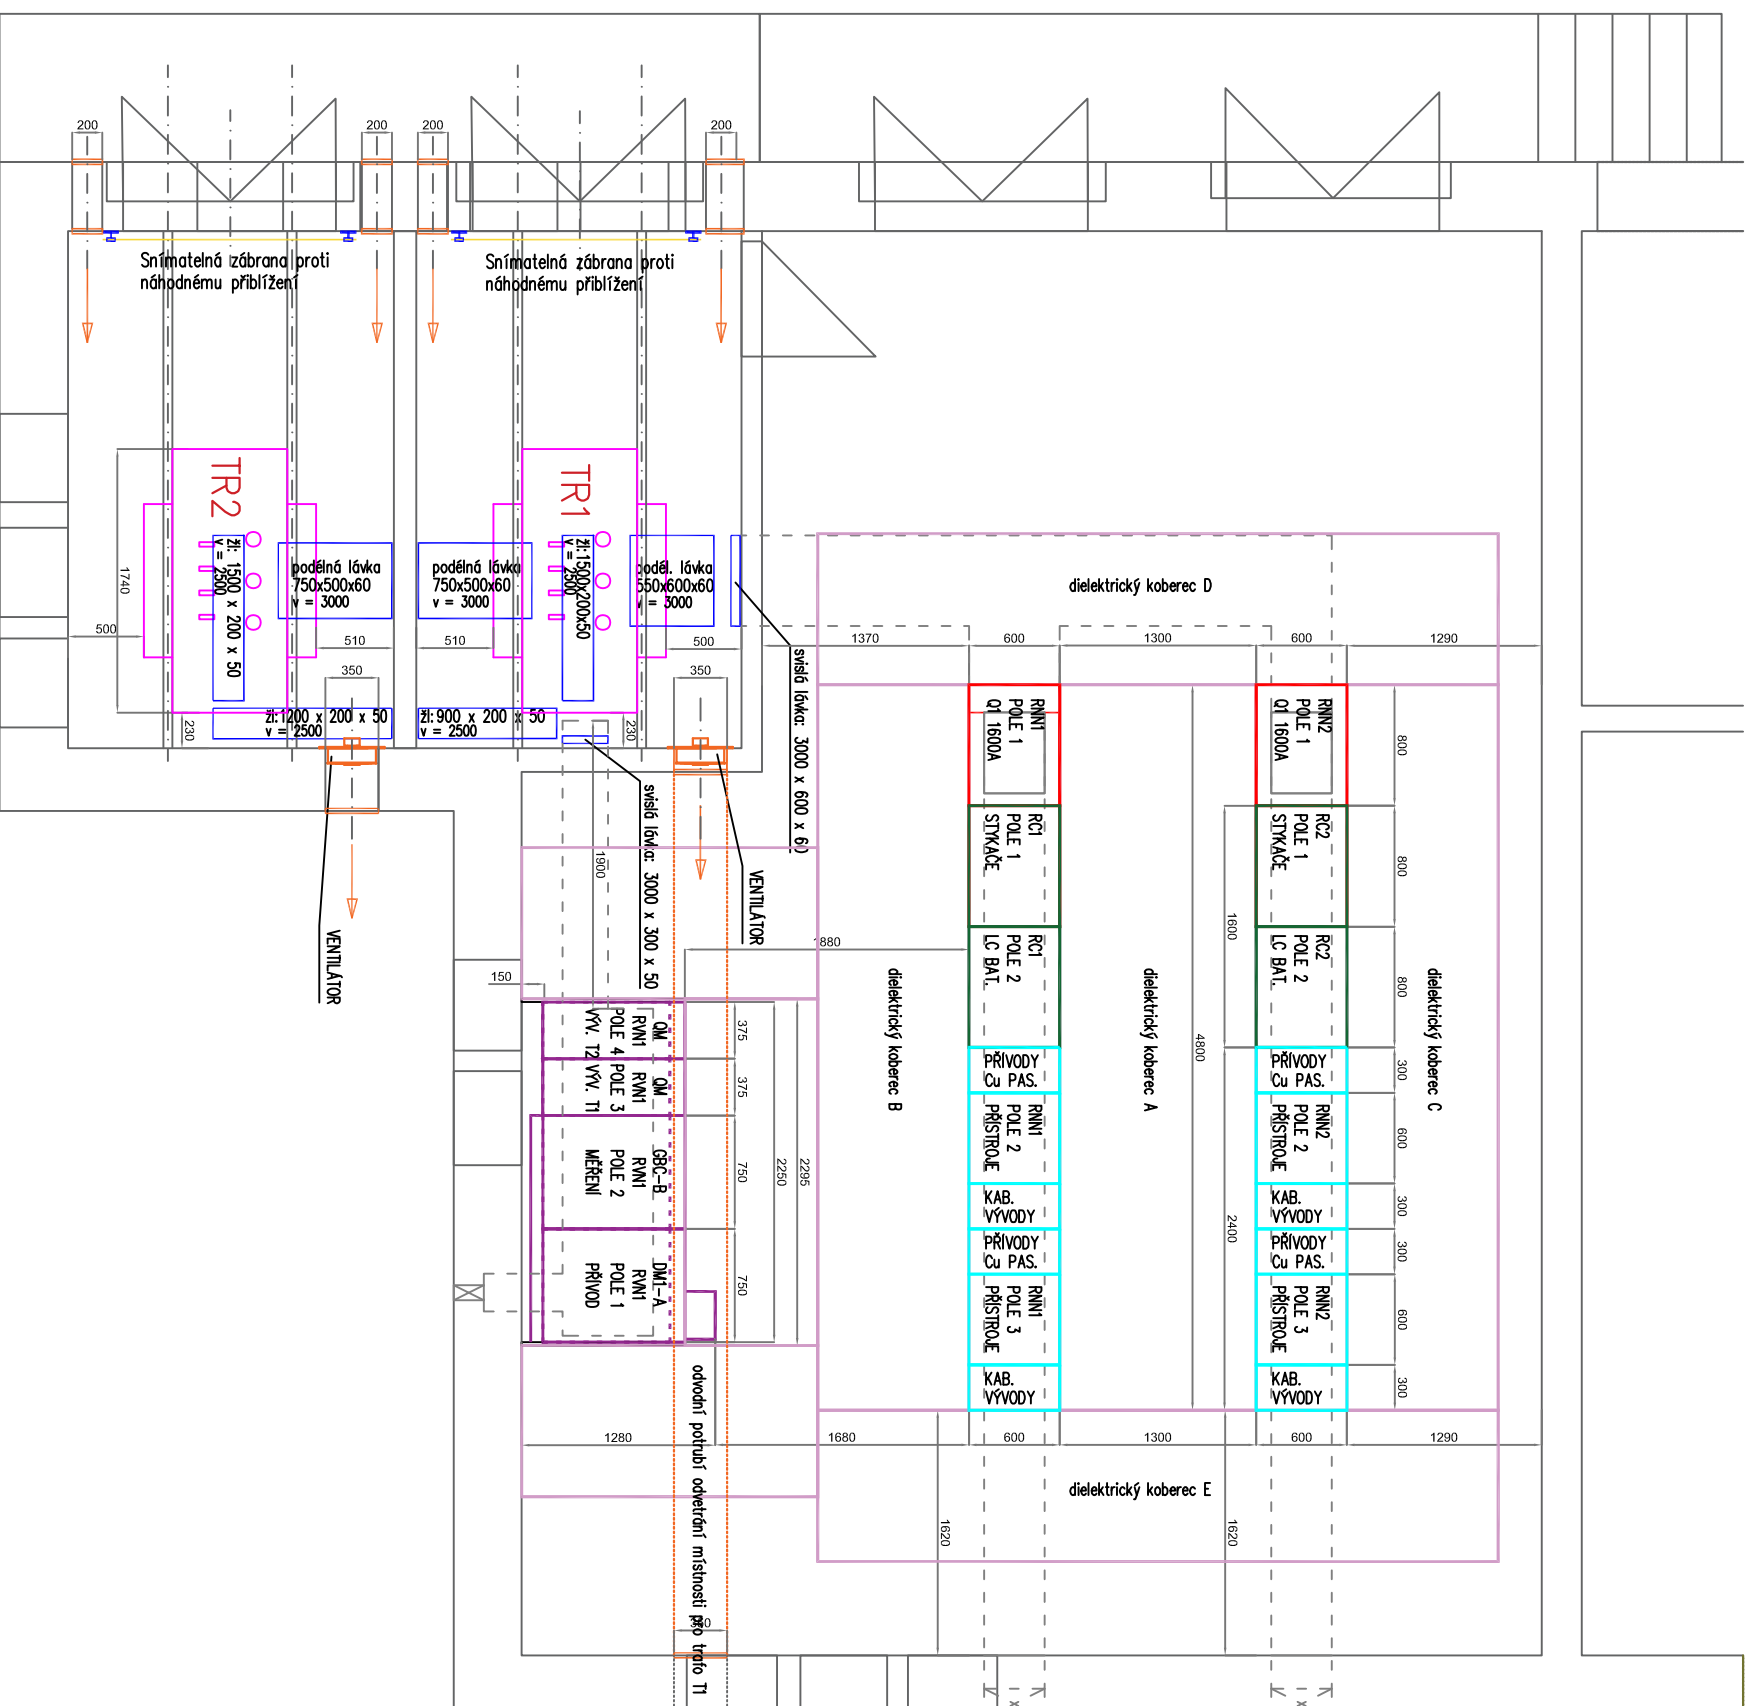 200
200
200
200
Snímatelná zábrana proti
náhodnému přiblížení
Snímatelná zábrana proti
náhodnému přiblížení
TR2
TR1
žl: 1500 x 200 x 50
v = 2500
podélná lávka
750x500x60
v = 3000
podélná lávka
750x500x60
v = 3000
žl:1500x200x50
v = 2500
podél. lávka
550x600x60
v = 3000
1740
500
510
510
500
350
350
230
230
žl:1200 x 200 x 50
v = 2500
žl:900 x 200 x 50
v = 2500
svislá lávka: 3000 x 600 x 60
svislá lávka: 3000 x 300 x 50
VENTILÁTOR
VENTILÁTOR
1900
1880
150
dielektrický koberec D
1370
600
1300
600
1290
RNN1
POLE 1
Q1 1600A
RNN2
POLE 1
Q1 1600A
800
RC1
POLE 1
STYKAČE
RC2
POLE 1
STYKAČE
800
1600
RC1
POLE 2
LC BAT.
RC2
POLE 2
LC BAT.
800
dielektrický koberec B
dielektrický koberec A
dielektrický koberec C
4800
PŘÍVODY
Cu PAS.
PŘÍVODY
Cu PAS.
300
RNN1
POLE 2
PŘÍSTROJE
RNN2
POLE 2
PŘÍSTROJE
600
KAB.
VÝVODY
KAB.
VÝVODY
300
2400
PŘÍVODY
Cu PAS.
PŘÍVODY
Cu PAS.
300
RNN1
POLE 3
PŘÍSTROJE
RNN2
POLE 3
PŘÍSTROJE
600
KAB.
VÝVODY
KAB.
VÝVODY
300
QM
RVN1
POLE 4
VÝV. T2
375
QM
RVN1
POLE 3
VÝV. T1
375
GBC-B
RVN1
POLE 2
MĚŘENÍ
750
2250
2295
DM1-A
RVN1
POLE 1
PŘÍVOD
750
1280
1680
600
1300
600
1290
dielektrický koberec E
1620
1620
odvodní potrubí odvetrání místnosti pro trafo T1